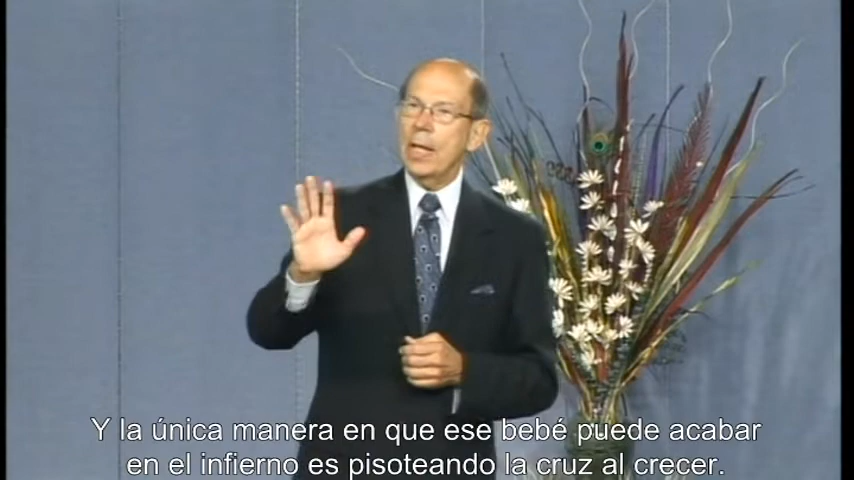 Y la única manera en que ese bebé puede acabar
en el infierno es pisoteando la cruz al crecer.